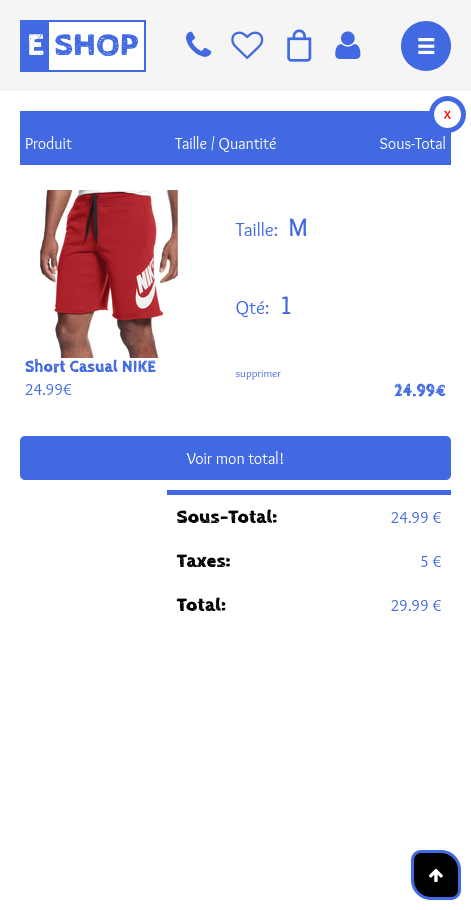 E SHOP
x
Produit Taille / Quantité Sous-Total
Taille: M
NIKE
Qté: 1
Short Casual NIKE
supprimer
24.99€
24.99€
Voir mon total!
Sous-Total: 24.99 €
Taxes: 5 €
Total: 29.99 €